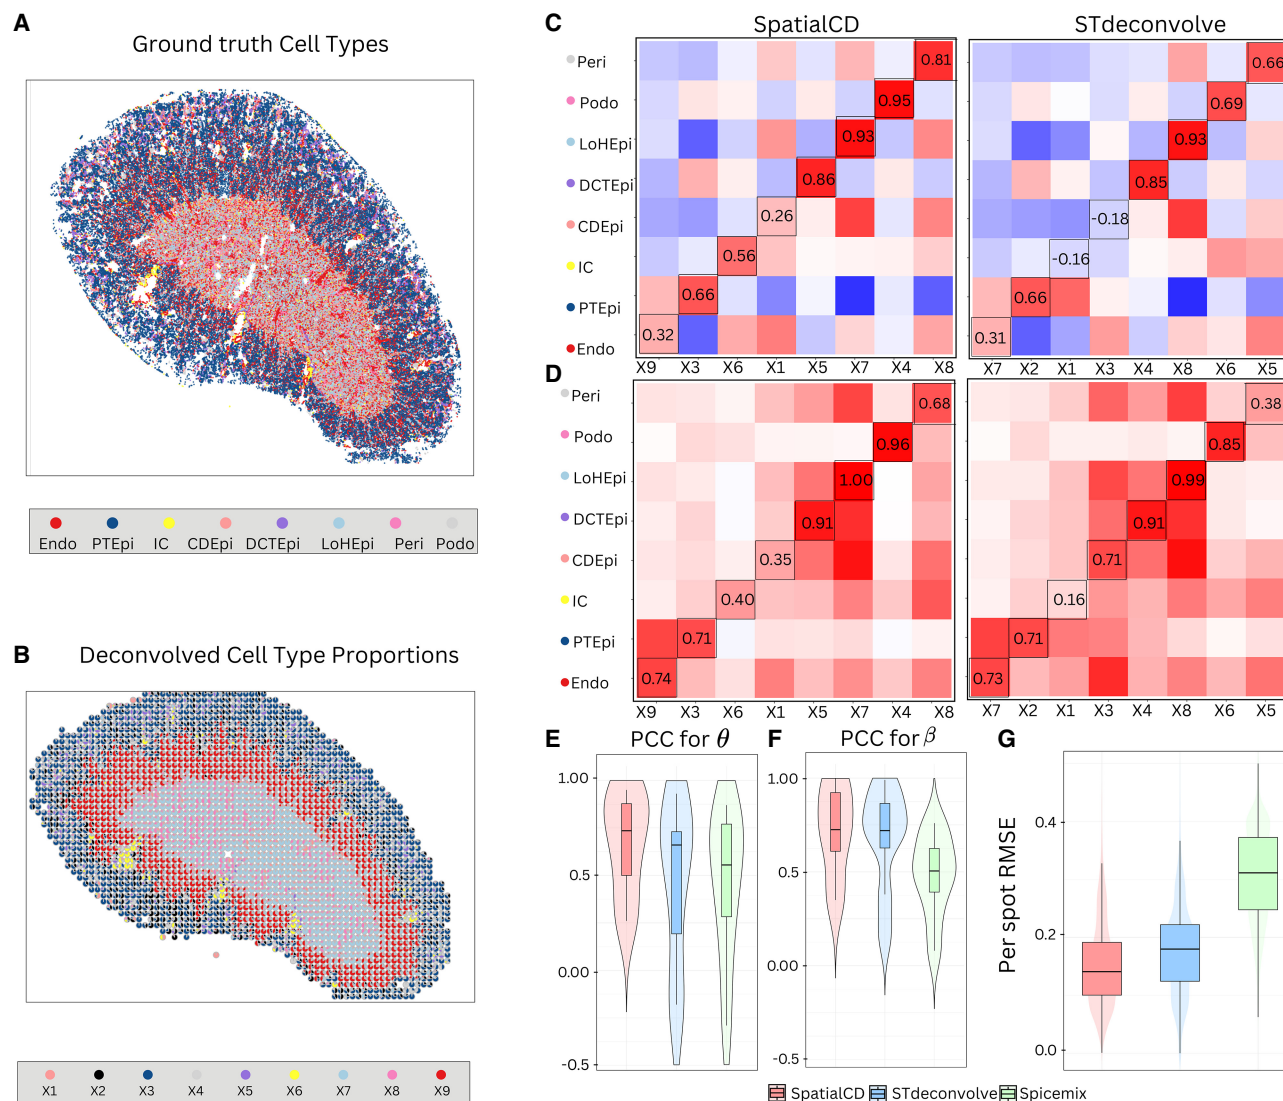 A
Ground truth Cell Types
Endo PTEpi IC CDEpi DCTEpi LoHEpi Peri Podo
B
Deconvolved Cell Type Proportions
X1 X2 X3 X4 X5 X6 X7 X8 X9
C
SpatialCD
STdeconvolve
Peri 0.81 0.66
Podo 0.95 0.69
LoHEpi 0.93 0.93
DCTEpi 0.86 0.85
CDEpi 0.26 -0.18
IC 0.56 -0.16
PTEpi 0.66 0.66
Endo 0.32 0.31
X9 X3 X6 X1 X5 X7 X4 X8
X7 X2 X1 X3 X4 X8 X6 X5
D
Peri 0.68 0.38
Podo 0.96 0.85
LoHEpi 1.00 0.99
DCTEpi 0.91 0.91
CDEpi 0.35 0.71
IC 0.40 0.16
PTEpi 0.71 0.71
Endo 0.74 0.73
X9 X3 X6 X1 X5 X7 X4 X8
X7 X2 X1 X3 X4 X8 X6 X5
E
PCC for θ
1.00
0.5
0.00
-0.5
F
PCC for β
1.00
0.5
0.0
-0.5
G
Per spot RMSE
0.4
0.2
0.0
SpatialCD STdeconvolve Spicemix